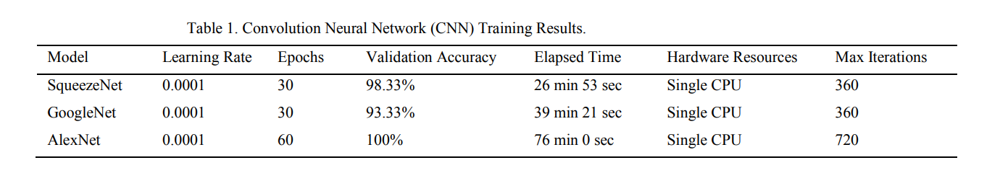 Table 1. Convolution Neural Network (CNN) Training Results.
Model Learning Rate Epochs Validation Accuracy Elapsed Time Hardware Resources Max Iterations
SqueezeNet 0.0001 30 98.33% 26 min 53 sec Single CPU 360
GoogleNet 0.0001 30 93.33% 39 min 21 sec Single CPU 360
AlexNet 0.0001 60 100% 76 min 0 sec Single CPU 720